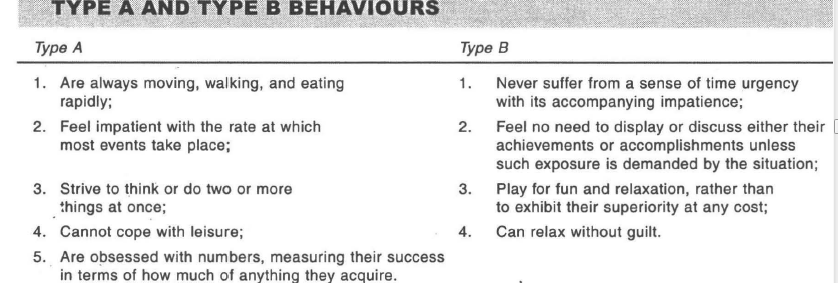 TYPE A AND TYPE B BEHAVIOURS
Type A
Type B
1. Are always moving, walking, and eating
rapidly;
2. Feel impatient with the rate at which
most events take place;
3. Strive to think or do two or more
things at once;
4. Cannot cope with leisure;
5. Are obsessed with numbers, measuring their success
in terms of how much of anything they acquire.
1. Never suffer from a sense of time urgency
with its accompanying impatience;
2. Feel no need to display or discuss either their
achievements or accomplishments unless
such exposure is demanded by the situation;
3. Play for fun and relaxation, rather than
to exhibit their superiority at any cost;
4. Can relax without guilt.